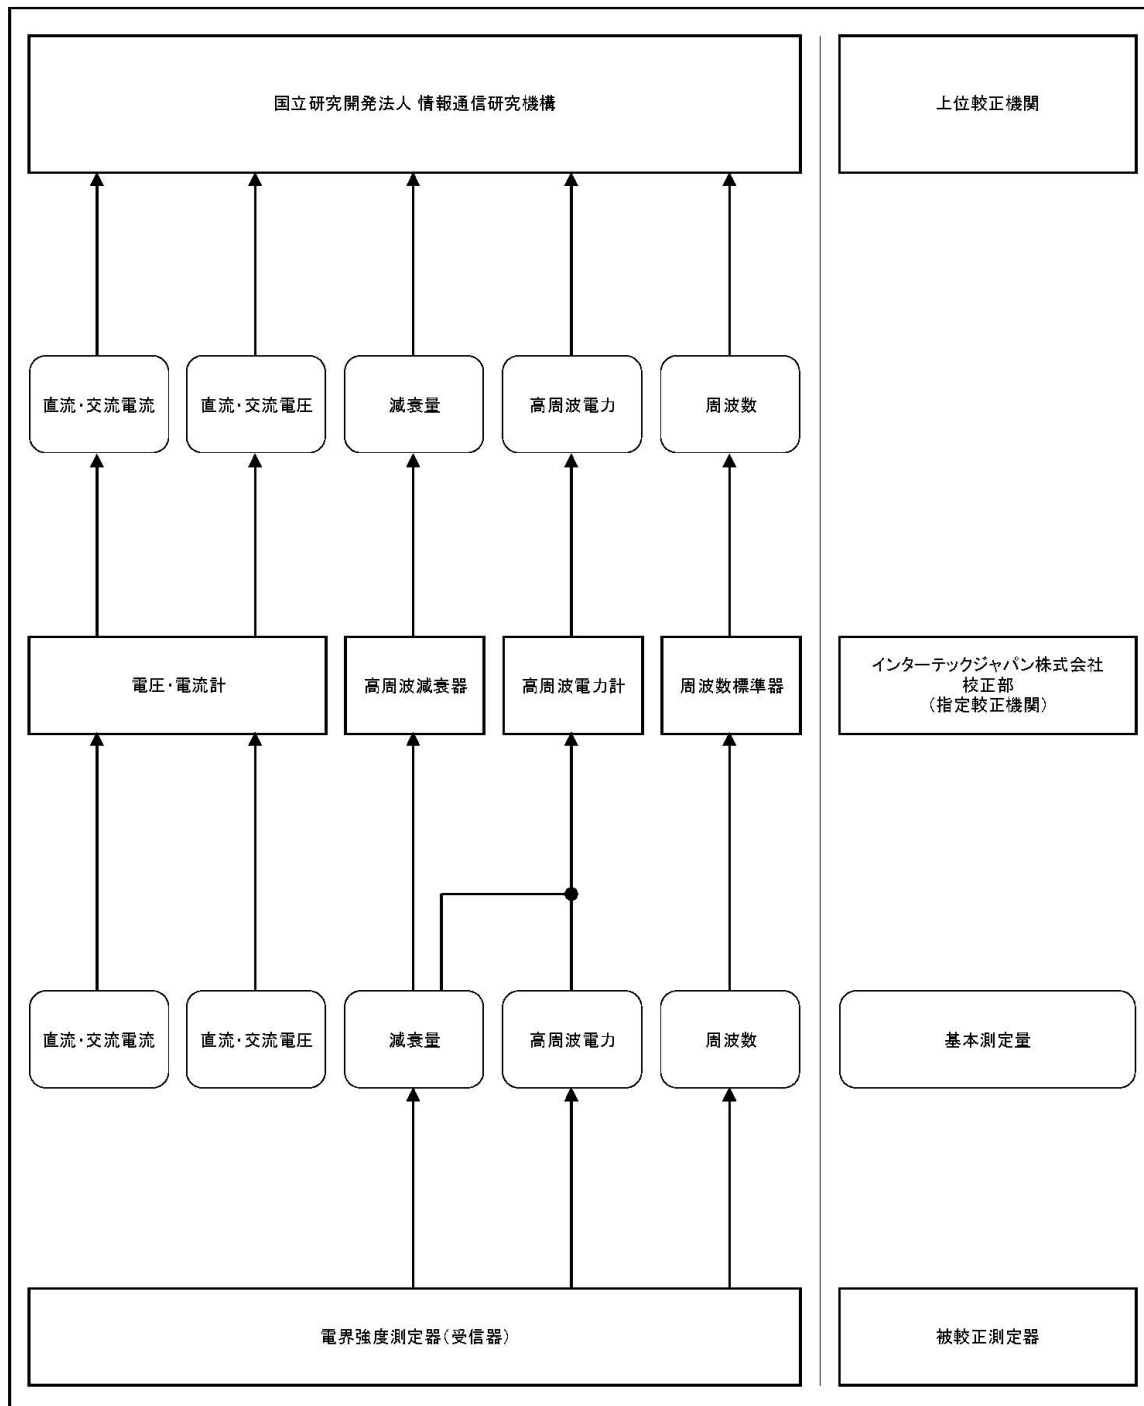 国立研究開発法人 情報通信研究機構
上位較正機関
直流・交流電流
直流・交流電圧
減衰量
高周波電力
周波数
電圧・電流計
高周波減衰器
高周波電力計
周波数標準器
インターテックジャパン株式会社
校正部
（指定較正機関）
直流・交流電流
直流・交流電圧
減衰量
高周波電力
周波数
基本測定量
電界強度測定器（受信器）
被較正測定器